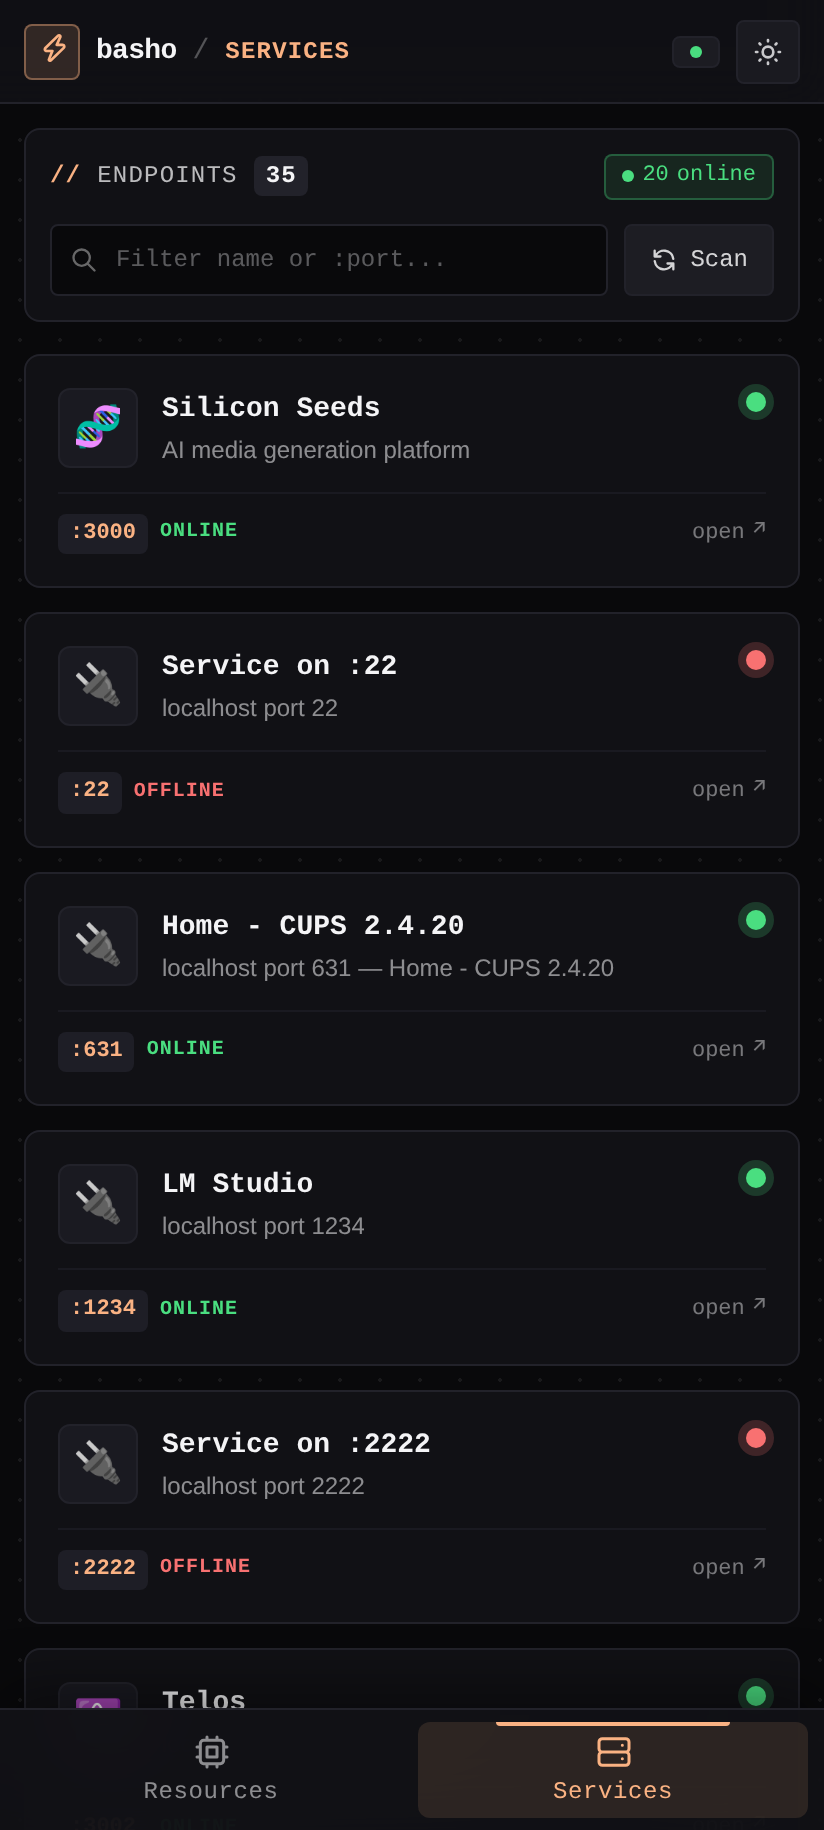 basho / SERVICES
// ENDPOINTS 35
20 online
Filter name or :port...
Scan
Silicon Seeds
AI media generation platform
:3000 ONLINE
open
Service on :22
localhost port 22
:22 OFFLINE
open
Home - CUPS 2.4.20
localhost port 631 — Home - CUPS 2.4.20
:631 ONLINE
open
LM Studio
localhost port 1234
:1234 ONLINE
open
Service on :2222
localhost port 2222
:2222 OFFLINE
open
Telos
Resources
Services